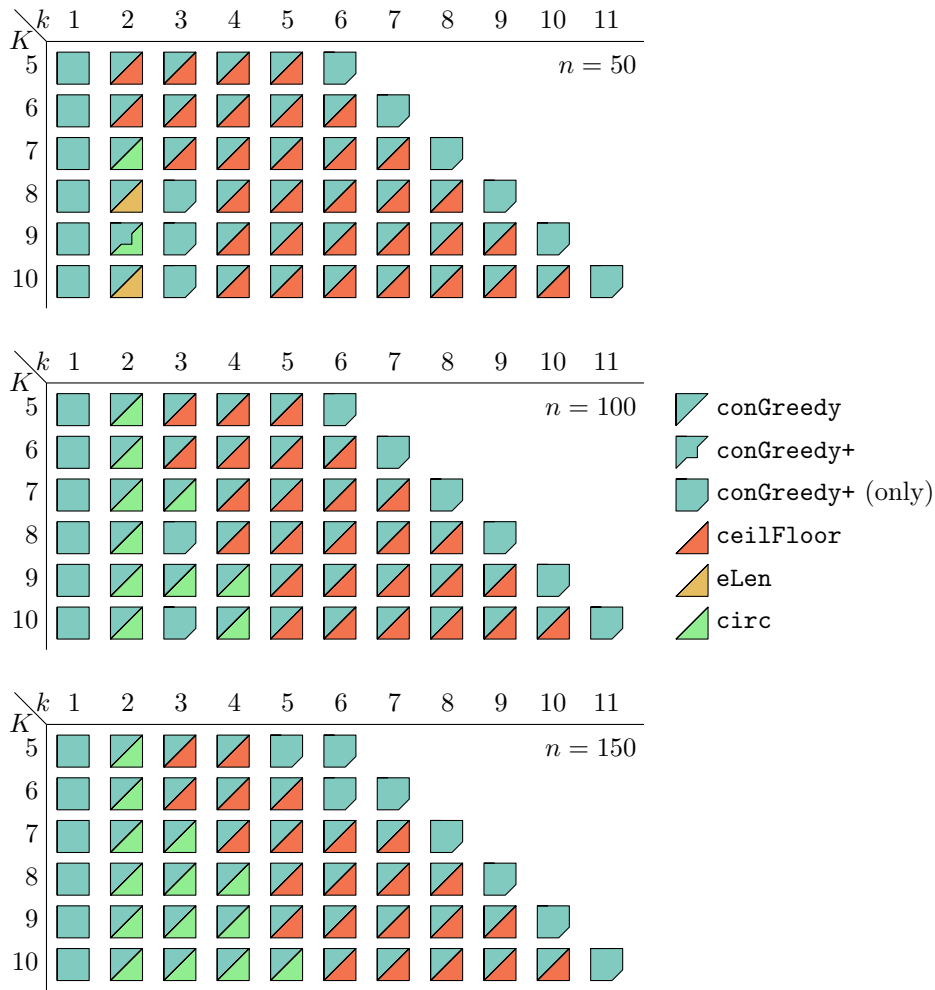 k 1 2 3 4 5 6 7 8 9 10 11
K
5 n = 50
6
7
8
9
10
k 1 2 3 4 5 6 7 8 9 10 11
K
5 n = 100
6
7
8
9
10
conGreedy
conGreedy+
conGreedy+ (only)
ceilFloor
eLen
circ
k 1 2 3 4 5 6 7 8 9 10 11
K
5 n = 150
6
7
8
9
10